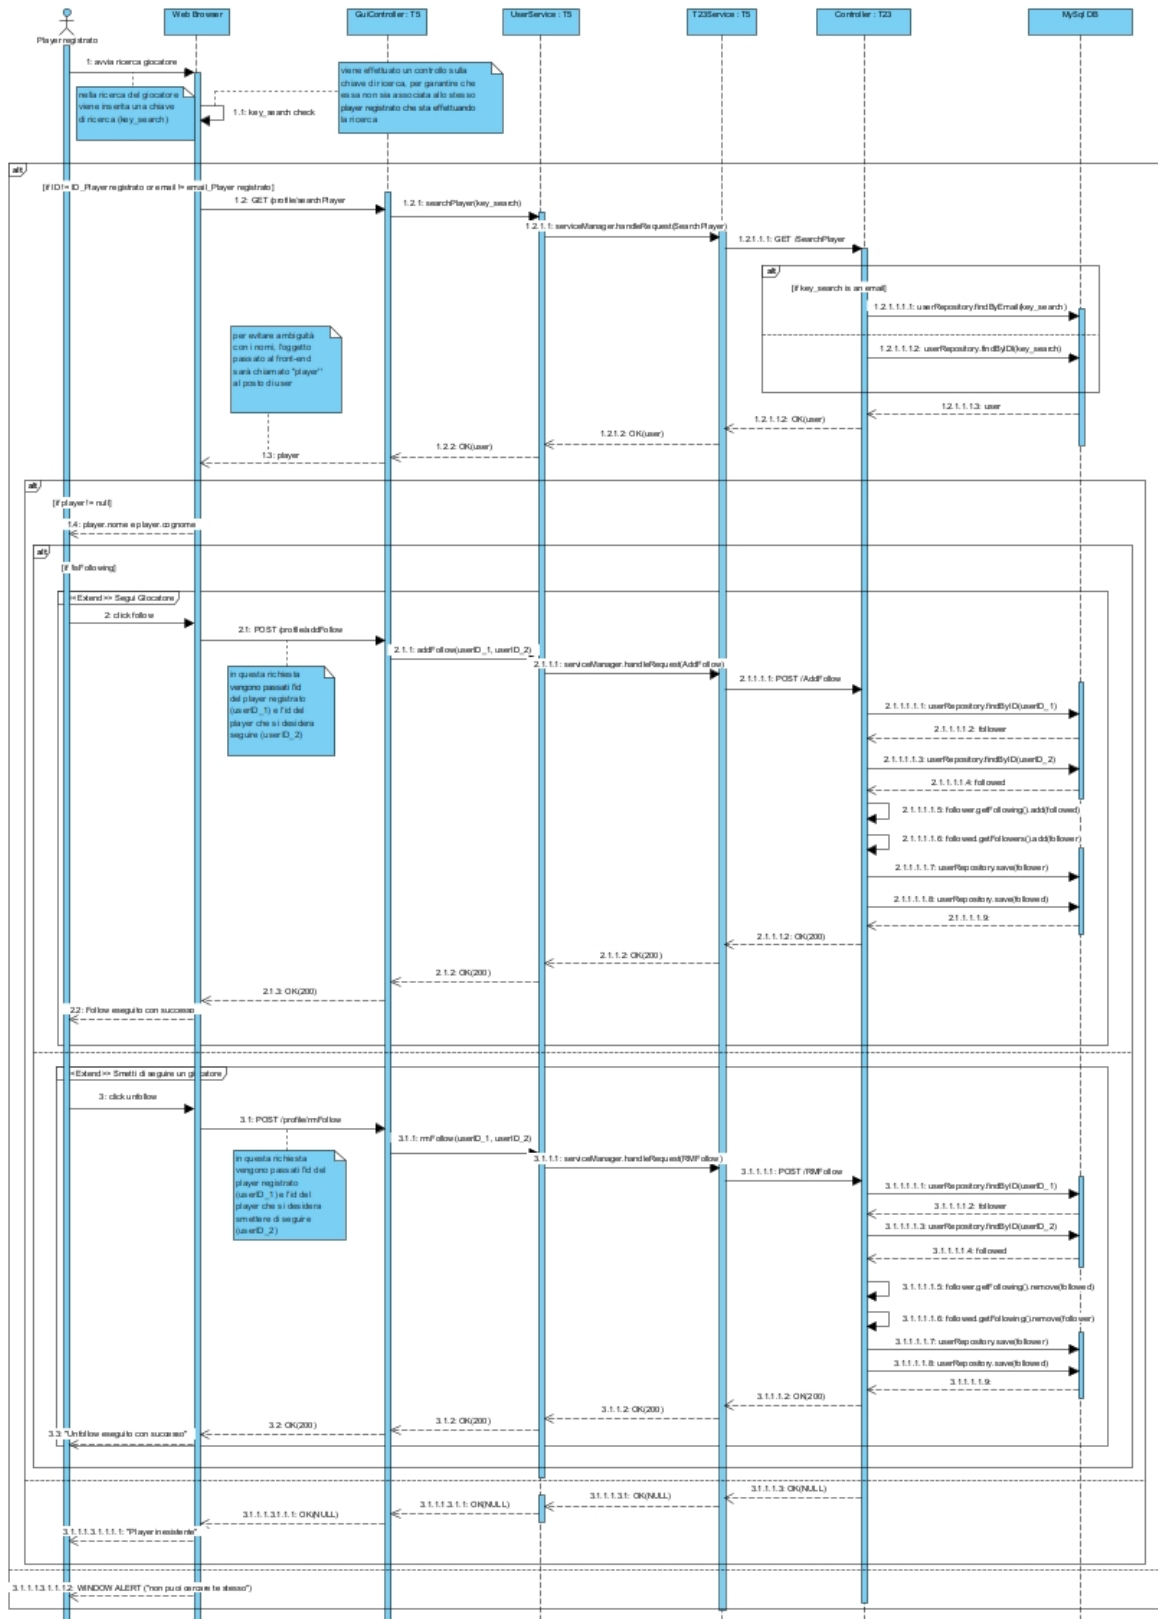 Player registrato
Web Browser
GuiController : T5
UserService : T5
T23Service : T5
Controller : T23
MySql DB
1: avvia ricerca giocatore
nella ricerca del giocatore
viene inserita una chiave
di ricerca (key_search)
1.1: key_search check
viene effettuato un controllo sulla
chiave di ricerca, per garantire che
essa non sia associata allo stesso
player registrato che sta effettuando
la ricerca
alt
[if ID != ID_Player registrato or email != email_Player registrato]
1.2: GET /profile/searchPlayer
1.2.1: searchPlayer(key_search)
1.2.1.1: serviceManager.handleRequest(SearchPlayer)
1.2.1.1.1: GET /SearchPlayer
alt
[if key_search is an email]
1.2.1.1.1.1: userRepository.findByEmail(key_search)
1.2.1.1.1.2: userRepository.findByID(key_search)
per evitare ambiguità
con i nomi, l'oggetto
passato al front-end
sarà chiamato "player"
al posto di user
1.2.1.1.1.3: user
1.2.1.1.2: OK(user)
1.2.1.2: OK(user)
1.2.2: OK(user)
1.3: player
alt
[if player != null]
1.4: player.nome e player.cognome
alt
[if !isFollowing]
<<Extend>> Segui Giocatore
2: click follow
2.1: POST /profile/addFollow
2.1.1: addFollow(userID_1, userID_2)
2.1.1.1: serviceManager.handleRequest(AddFollow)
2.1.1.1.1: POST /AddFollow
in questa richiesta
vengono passati l'id
del player registrato
(userID_1) e l'id del
player che si desidera
seguire (userID_2)
2.1.1.1.1.1: userRepository.findByID(userID_1)
2.1.1.1.1.2: follower
2.1.1.1.1.3: userRepository.findByID(userID_2)
2.1.1.1.1.4: followed
2.1.1.1.1.5: follower.getFollowing().add(followed)
2.1.1.1.1.6: followed.getFollowers().add(follower)
2.1.1.1.1.7: userRepository.save(follower)
2.1.1.1.1.8: userRepository.save(followed)
2.1.1.1.1.9:
2.1.1.1.2: OK(200)
2.1.1.2: OK(200)
2.1.2: OK(200)
2.1.3: OK(200)
2.2: Follow eseguito con successo
<<Extend>> Smetti di seguire un giocatore
3: click unfollow
3.1: POST /profile/rmFollow
3.1.1: rmFollow(userID_1, userID_2)
3.1.1.1: serviceManager.handleRequest(RMFollow)
3.1.1.1.1: POST /RMFollow
in questa richiesta
vengono passati l'id del
player registrato
(userID_1) e l'id del
player che si desidera
smettere di seguire
(userID_2)
3.1.1.1.1.1: userRepository.findByID(userID_1)
3.1.1.1.1.2: follower
3.1.1.1.1.3: userRepository.findByID(userID_2)
3.1.1.1.1.4: followed
3.1.1.1.1.5: follower.getFollowing().remove(followed)
3.1.1.1.1.6: followed.getFollowing().remove(follower)
3.1.1.1.1.7: userRepository.save(follower)
3.1.1.1.1.8: userRepository.save(followed)
3.1.1.1.1.9:
3.1.1.1.2: OK(200)
3.1.1.2: OK(200)
3.1.2: OK(200)
3.2: OK(200)
3.3: "Unfollow eseguito con successo"
3.1.1.1.3: OK(NULL)
3.1.1.1.3.1: OK(NULL)
3.1.1.1.3.1.1: OK(NULL)
3.1.1.1.3.1.1.1: OK(NULL)
3.1.1.1.3.1.1.1.1: "Player inesistente"
3.1.1.1.3.1.1.1.2: WINDOW ALERT ("non puoi cercare te stesso")